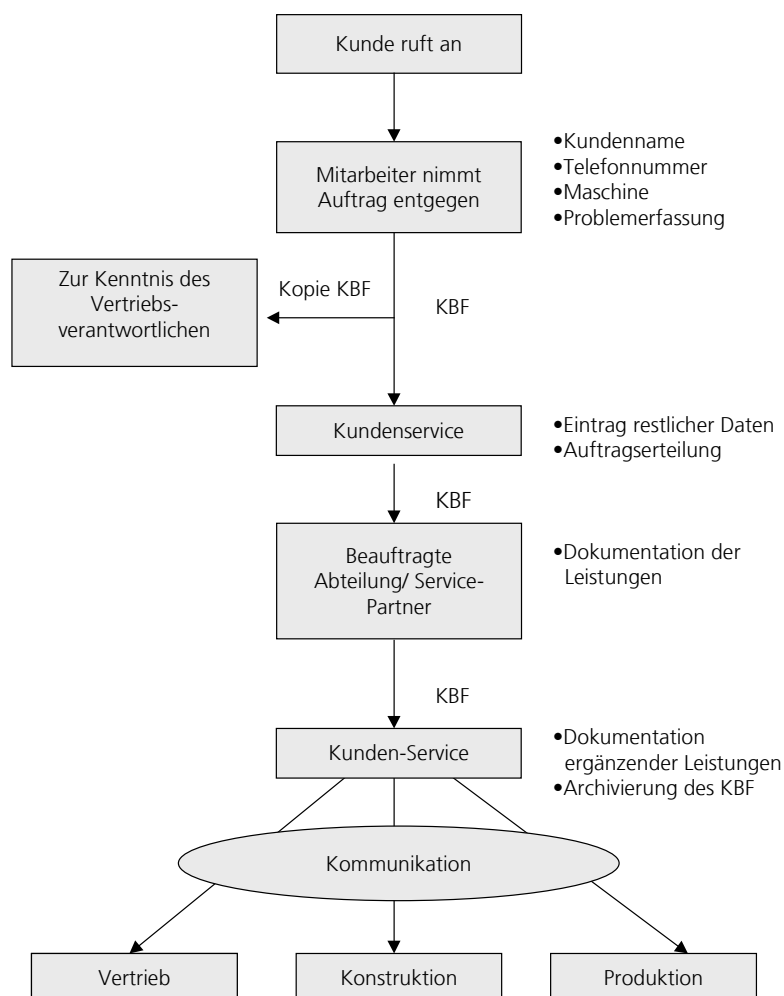 Kunde ruft an
Mitarbeiter nimmt
Auftrag entgegen
•Kundenname
•Telefonnummer
•Maschine
•Problemerfassung
Zur Kenntnis des
Vertriebs-
verantwortlichen
Kopie KBF
KBF
Kundenservice
•Eintrag restlicher Daten
•Auftragserteilung
KBF
Beauftragte
Abteilung/ Service-
Partner
•Dokumentation der
Leistungen
KBF
Kunden-Service
•Dokumentation
ergänzender Leistungen
•Archivierung des KBF
Kommunikation
Vertrieb
Konstruktion
Produktion